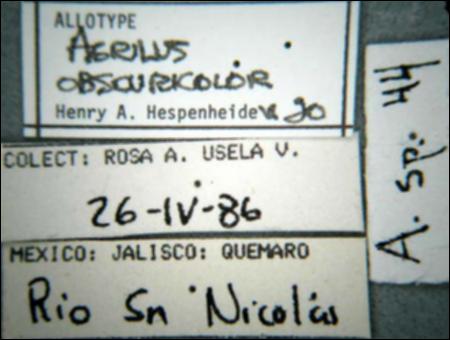 ALLOTYPE
AGRILUS
OBSCURICOLOR
Henry A. Hespenheide 90
COLECT: ROSA A. USELA V.
26-IV-86
MEXICO: JALISCO: QUEMARO
Rio Sn Nicolás
A. sp. 44